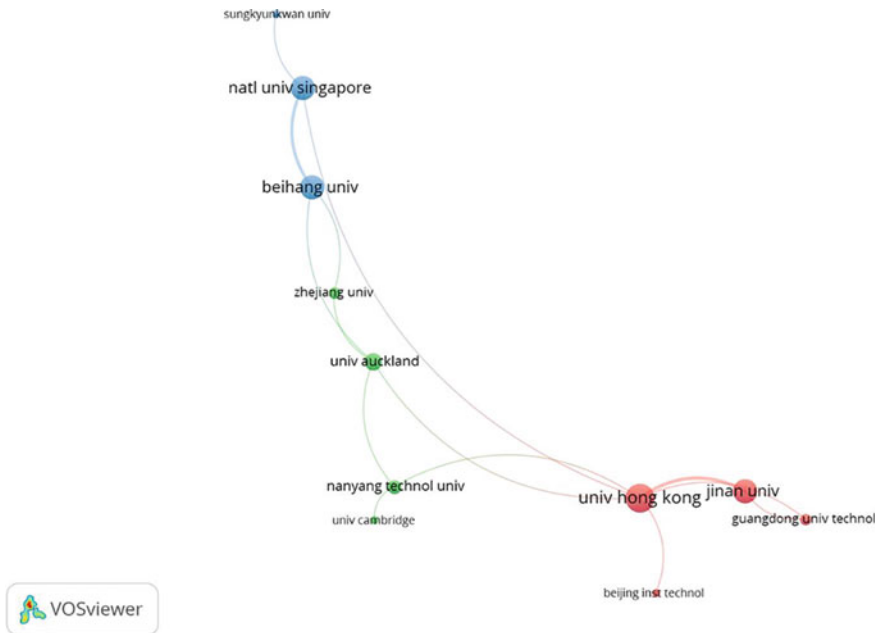 sungkyunkwan univ
natl univ singapore
beihang univ
zhejiang univ
univ auckland
nanyang technol univ
univ hong kong
jinan univ
univ cambridge
guangdong univ technol
beijing inst technol
VOSviewer